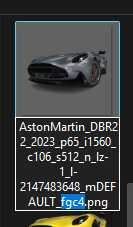 AstonMartin_DBR2
2_2023_p65_i1560_
c106_s512_n_lz-
1_l-
2147483648_mDEF
AULT_fgc4.png